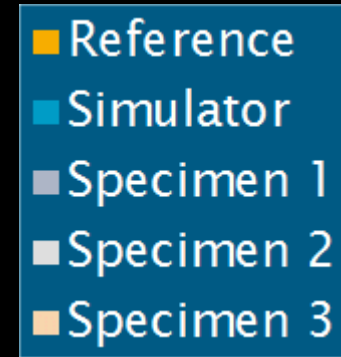 Reference
Simulator
Specimen 1
Specimen 2
Specimen 3